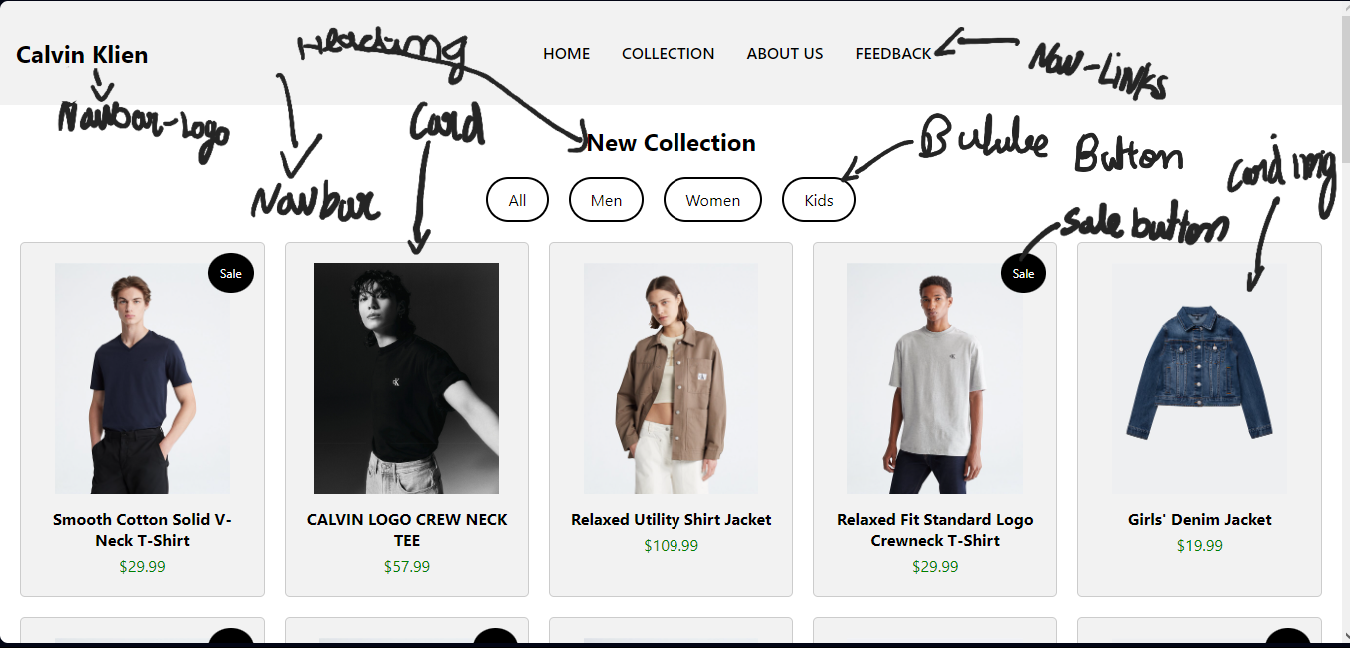 Heading
Calvin Klien
HOME COLLECTION ABOUT US FEEDBACK
Nav-Links
Navbar-Logo
Card
New Collection
Button
Card img
Navbar
All Men Women Kids
Sale button
Sale
Sale
CK
CK
Smooth Cotton Solid V-
Neck T-Shirt
$29.99
CALVIN LOGO CREW NECK
TEE
$57.99
Relaxed Utility Shirt Jacket
$109.99
Relaxed Fit Standard Logo
Crewneck T-Shirt
$29.99
Girls' Denim Jacket
$19.99